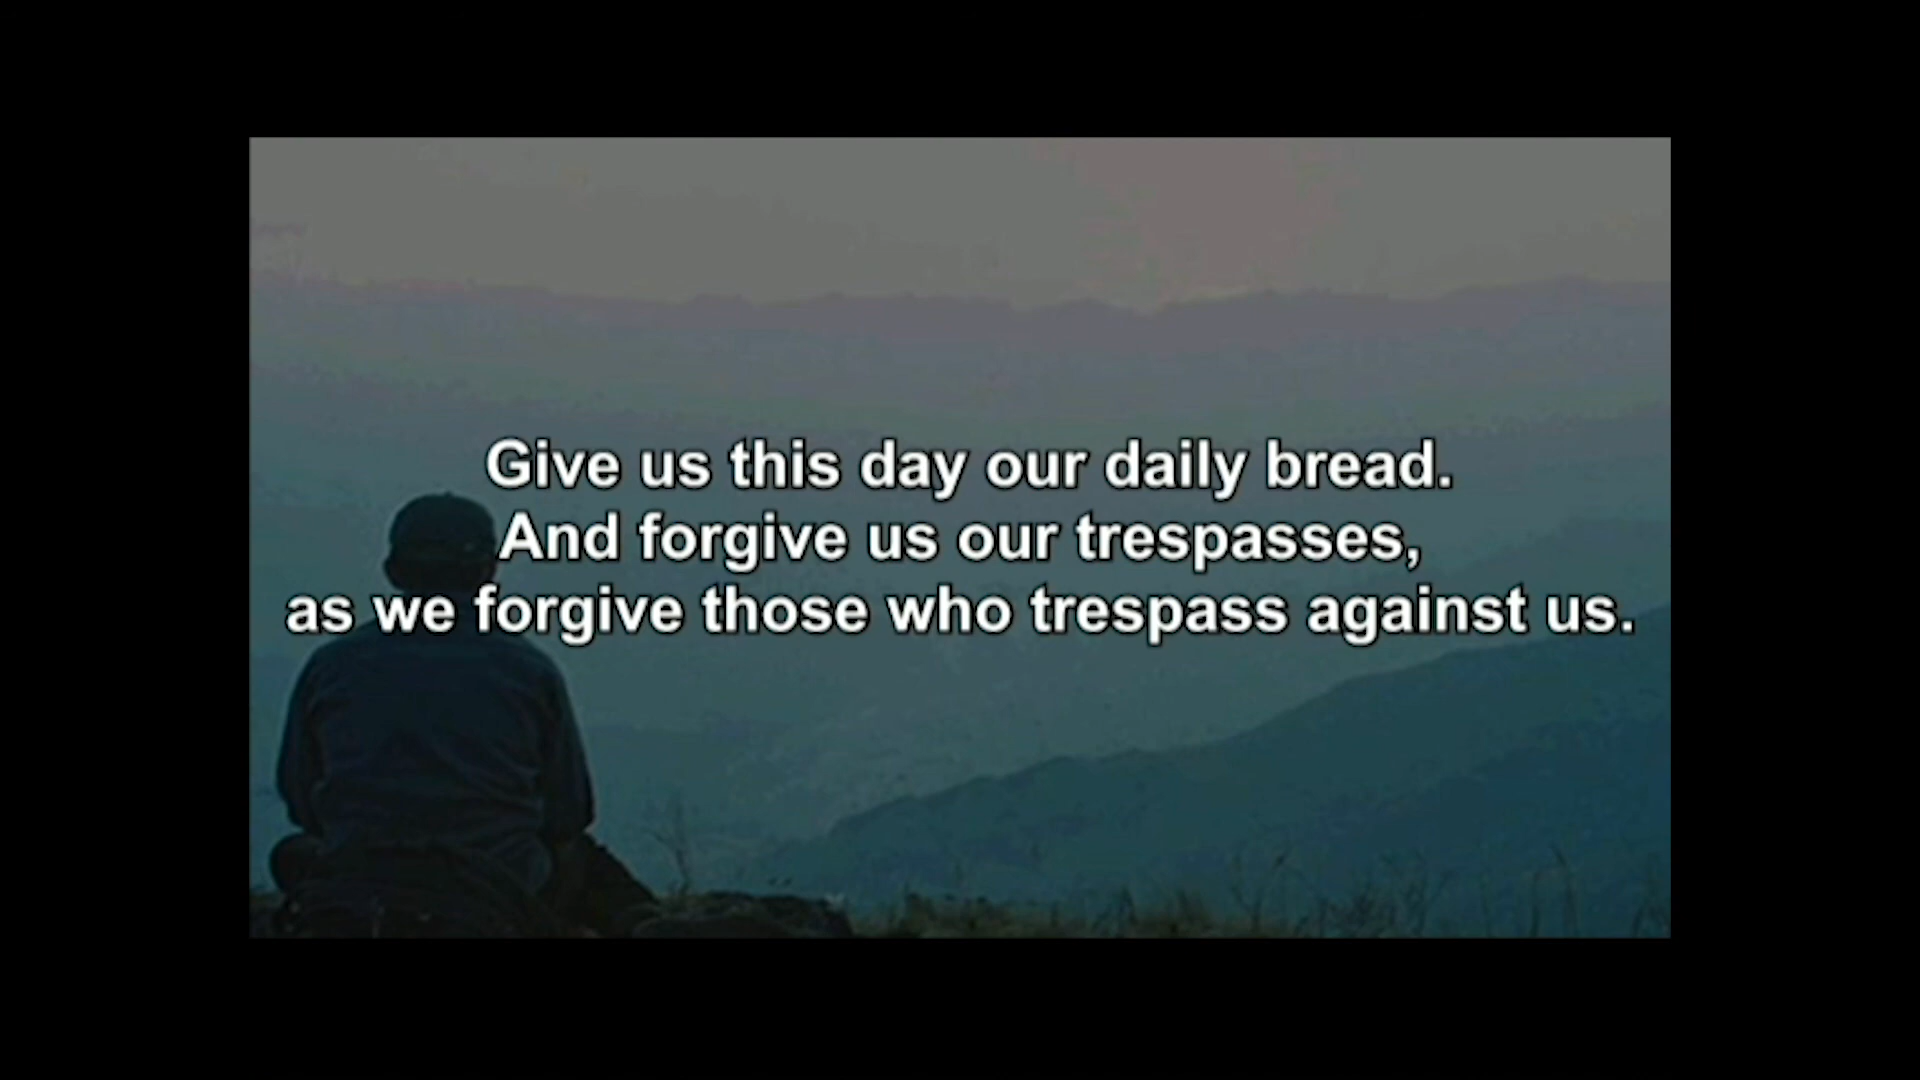 Give us this day our daily bread.
And forgive us our trespasses,
as we forgive those who trespass against us.